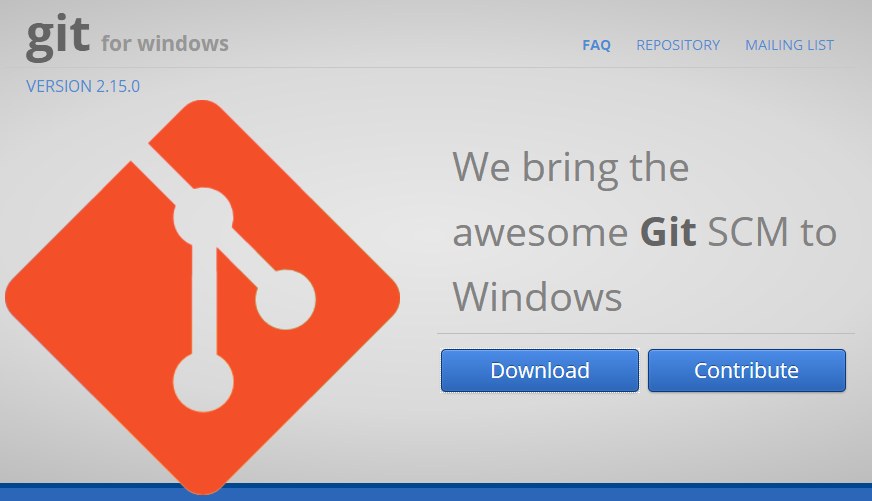 git for windows
FAQ REPOSITORY MAILING LIST
VERSION 2.15.0
We bring the
awesome Git SCM to
Windows
Download Contribute